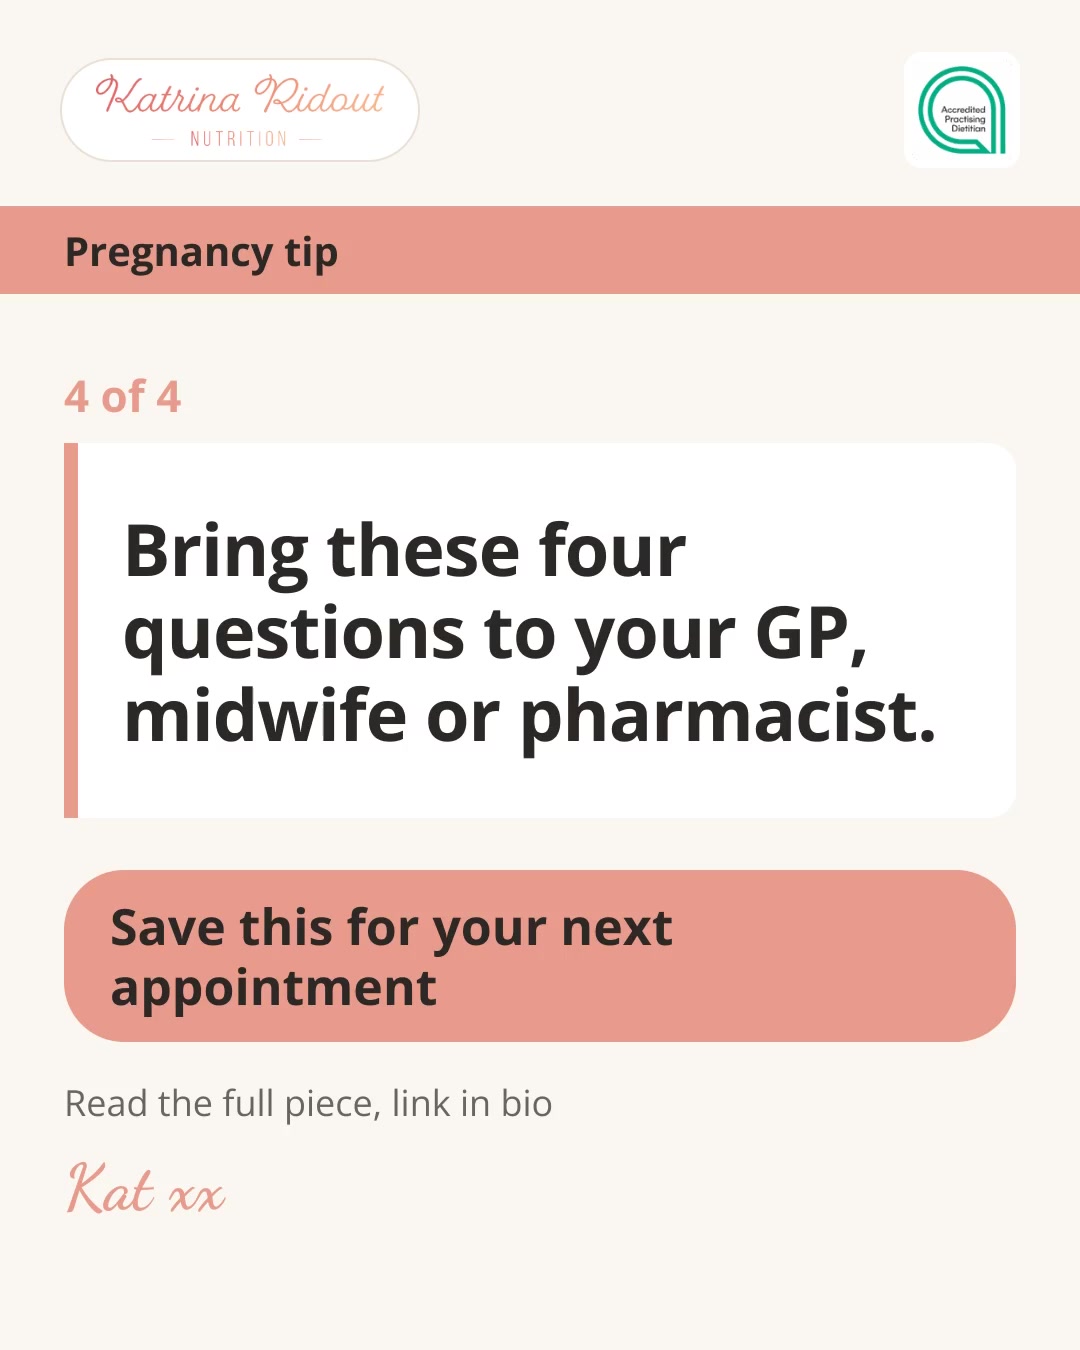 Katrina Ridout
NUTRITION
Accredited
Practising
Dietitian
Pregnancy tip
4 of 4
Bring these four
questions to your GP,
midwife or pharmacist.
Save this for your next
appointment
Read the full piece, link in bio
Kat xx